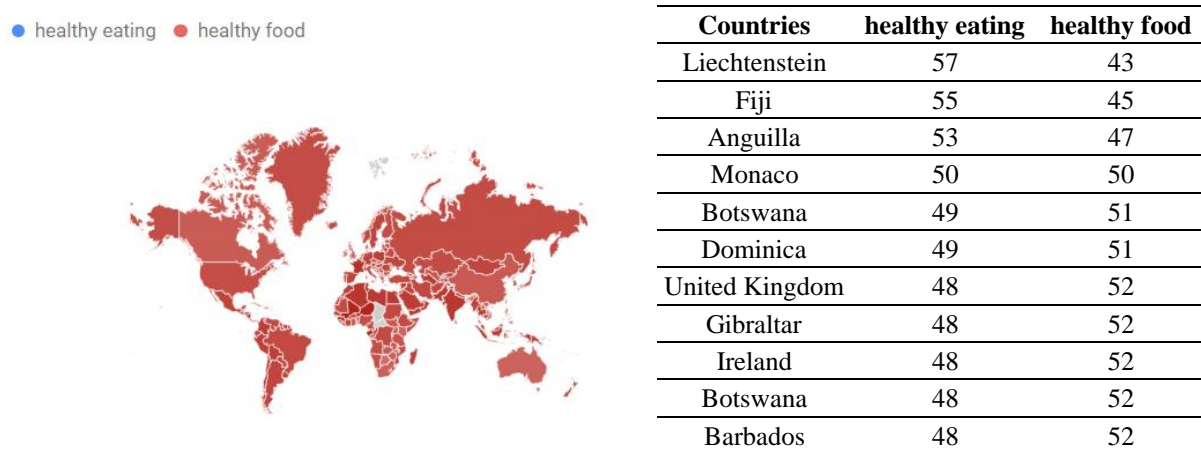 healthy eating healthy food
Countries healthy eating healthy food
Liechtenstein 57 43
Fiji 55 45
Anguilla 53 47
Monaco 50 50
Botswana 49 51
Dominica 49 51
United Kingdom 48 52
Gibraltar 48 52
Ireland 48 52
Botswana 48 52
Barbados 48 52